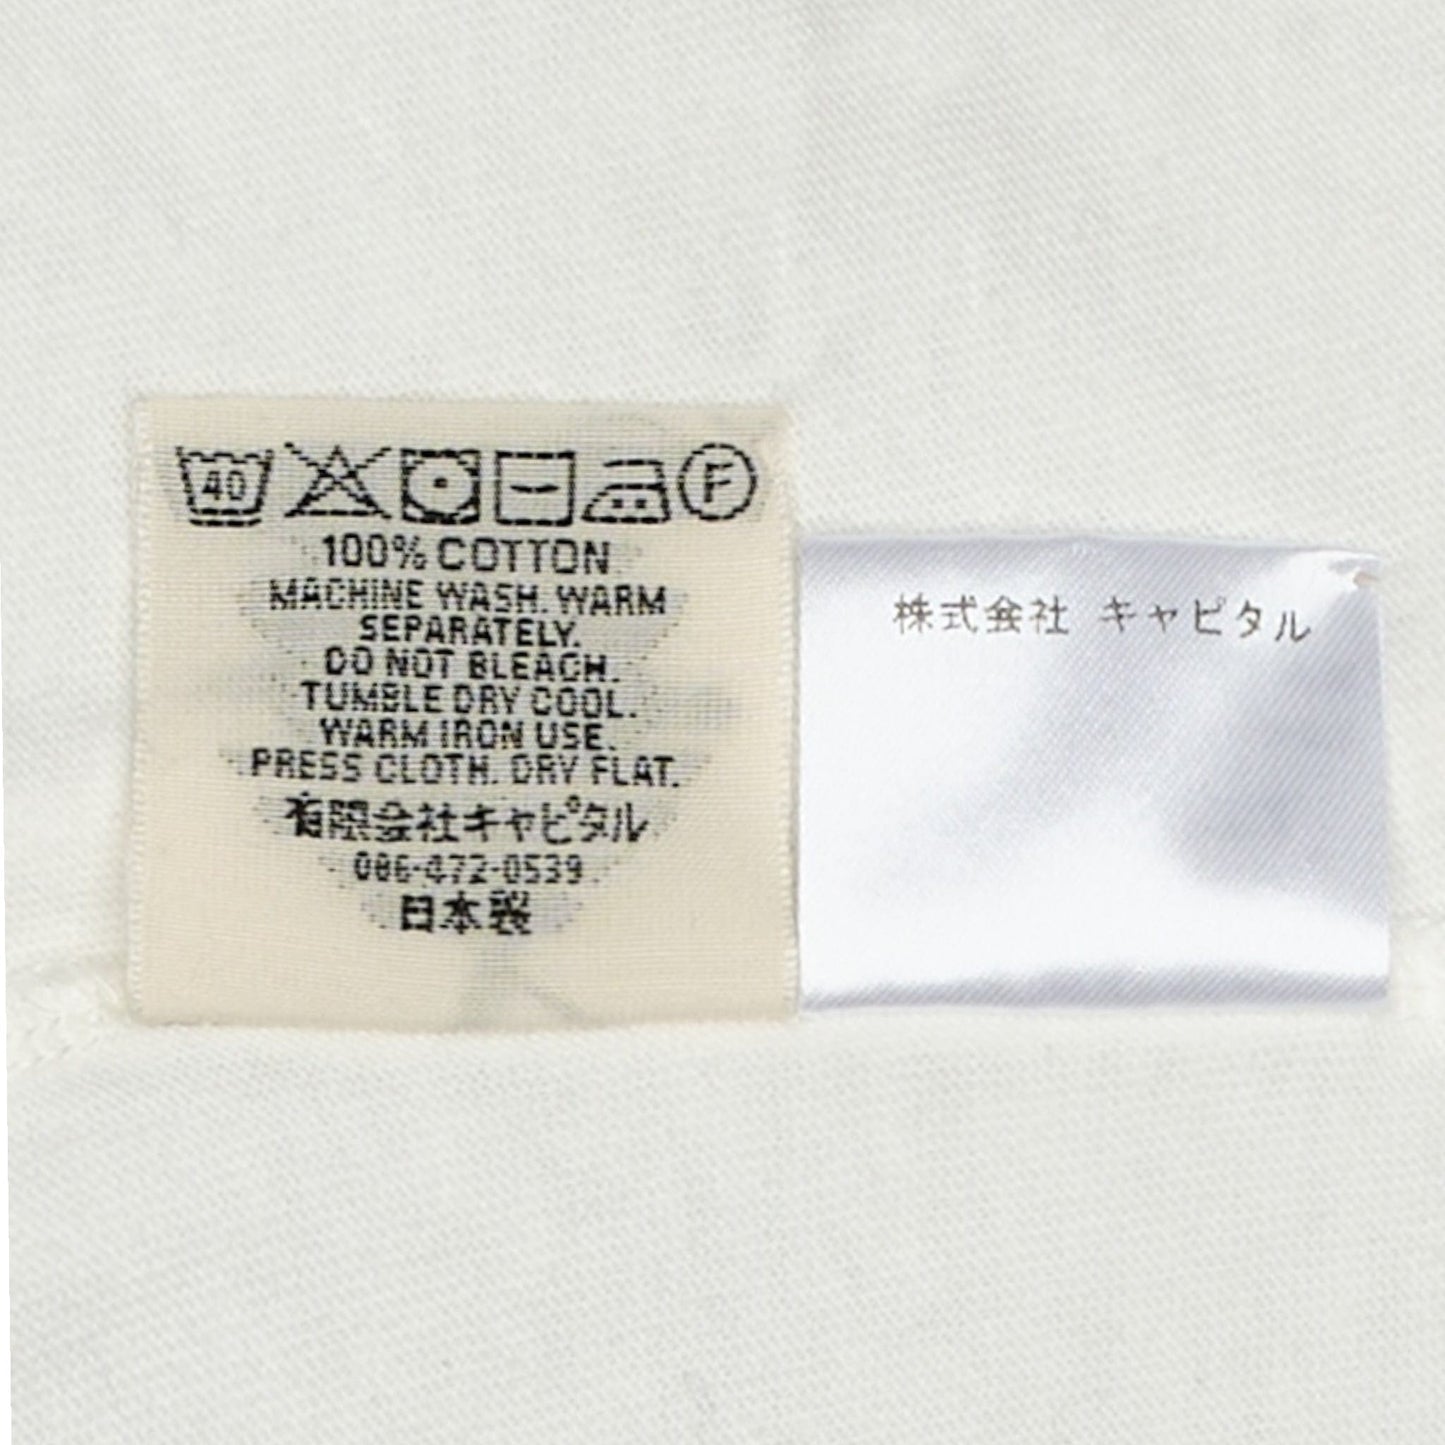 40
F
100% COTTON
MACHINE WASH. WARM
SEPARATELY.
DO NOT BLEACH.
TUMBLE DRY COOL.
WARM IRON USE.
PRESS CLOTH. DRY FLAT.
有限会社キャピタル
086-472-0539
日本製
株式会社 キャピタル